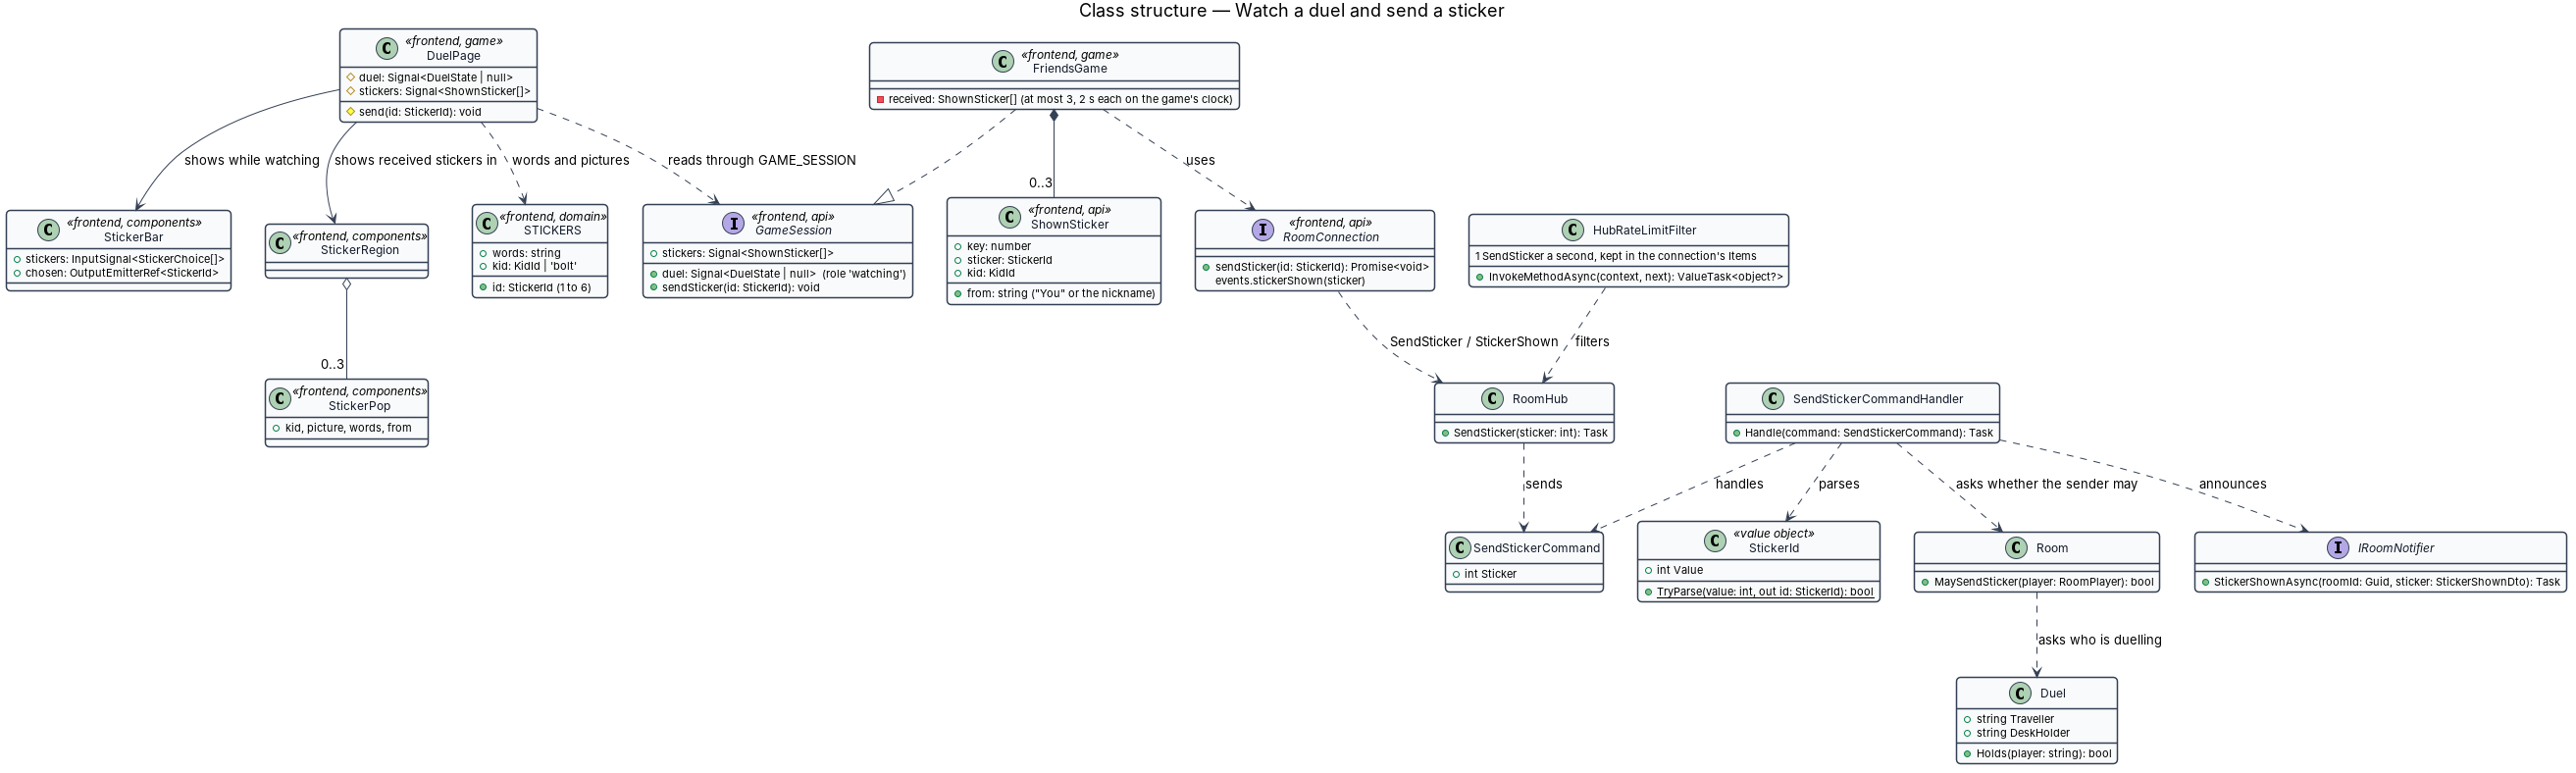 Class structure — Watch a duel and send a sticker
«frontend, game»
DuelPage
duel: Signal<DuelState | null>
stickers: Signal<ShownSticker[]>
send(id: StickerId): void
«frontend, game»
FriendsGame
received: ShownSticker[] (at most 3, 2 s each on the game's clock)
shows while watching
shows received stickers in
words and pictures
reads through GAME_SESSION
0..3
uses
«frontend, components»
StickerBar
stickers: InputSignal<StickerChoice[]>
chosen: OutputEmitterRef<StickerId>
«frontend, components»
StickerRegion
«frontend, domain»
STICKERS
words: string
kid: KidId | 'bolt'
id: StickerId (1 to 6)
«frontend, api»
GameSession
stickers: Signal<ShownSticker[]>
duel: Signal<DuelState | null>  (role 'watching')
sendSticker(id: StickerId): void
«frontend, api»
ShownSticker
key: number
sticker: StickerId
kid: KidId
from: string ("You" or the nickname)
«frontend, api»
RoomConnection
sendSticker(id: StickerId): Promise<void>
events.stickerShown(sticker)
HubRateLimitFilter
1 SendSticker a second, kept in the connection's Items
InvokeMethodAsync(context, next): ValueTask<object?>
0..3
SendSticker / StickerShown
filters
«frontend, components»
StickerPop
kid, picture, words, from
RoomHub
SendSticker(sticker: int): Task
SendStickerCommandHandler
Handle(command: SendStickerCommand): Task
sends
handles
parses
asks whether the sender may
announces
SendStickerCommand
int Sticker
«value object»
StickerId
int Value
TryParse(value: int, out id: StickerId): bool
Room
MaySendSticker(player: RoomPlayer): bool
IRoomNotifier
StickerShownAsync(roomId: Guid, sticker: StickerShownDto): Task
asks who is duelling
Duel
string Traveller
string DeskHolder
Holds(player: string): bool